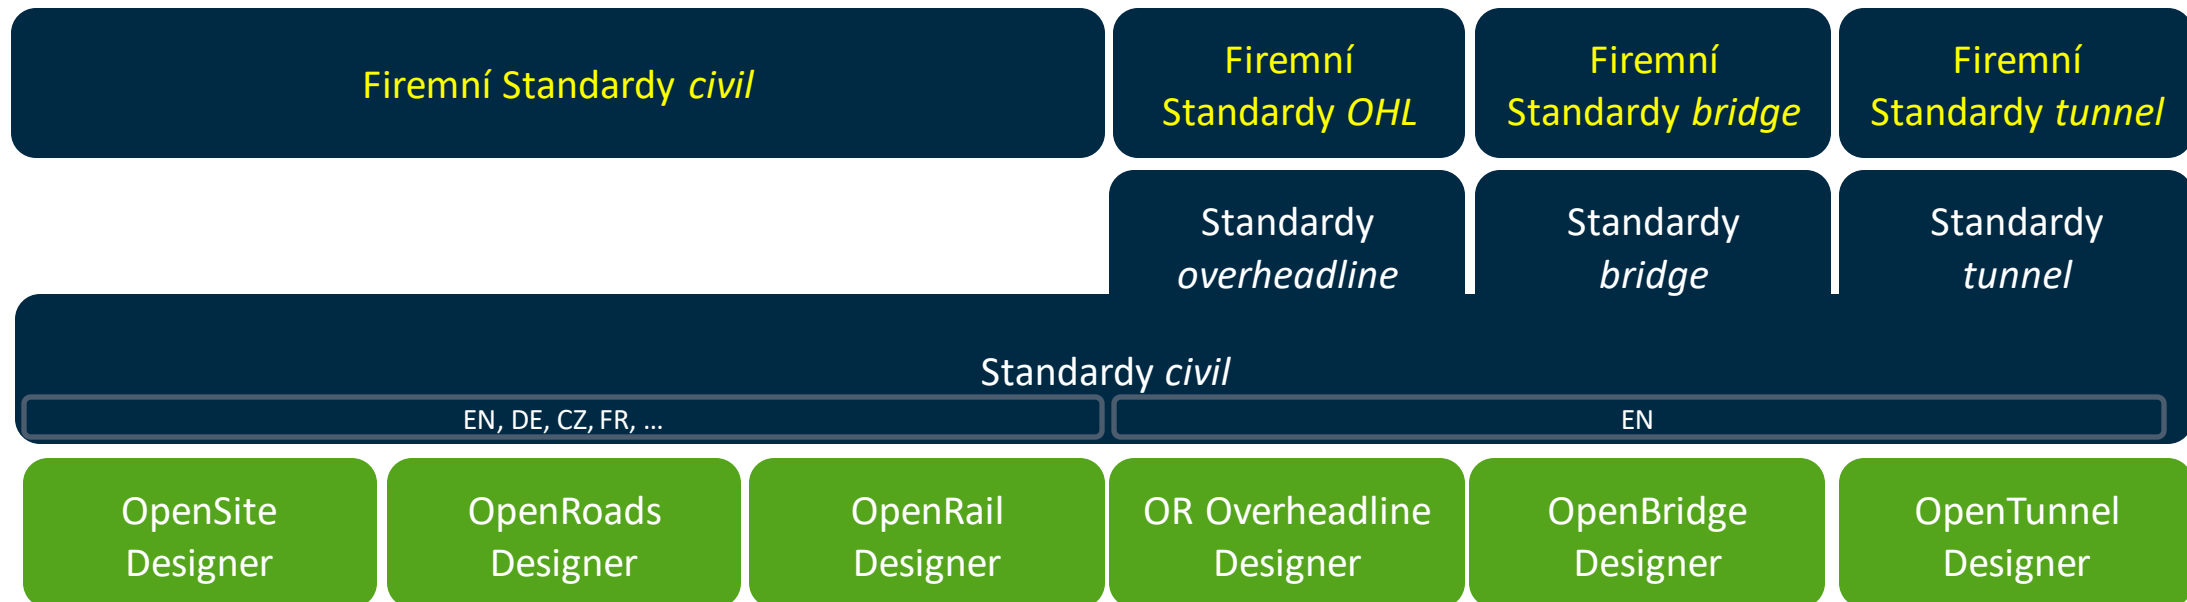 Firemní Standardy civil
Firemní
Standardy OHL
Firemní
Standardy bridge
Firemní
Standardy tunnel
Standardy
overheadline
Standardy
bridge
Standardy
tunnel
Standardy civil
EN, DE, CZ, FR, ...
EN
OpenSite
Designer
OpenRoads
Designer
OpenRail
Designer
OR Overheadline
Designer
OpenBridge
Designer
OpenTunnel
Designer